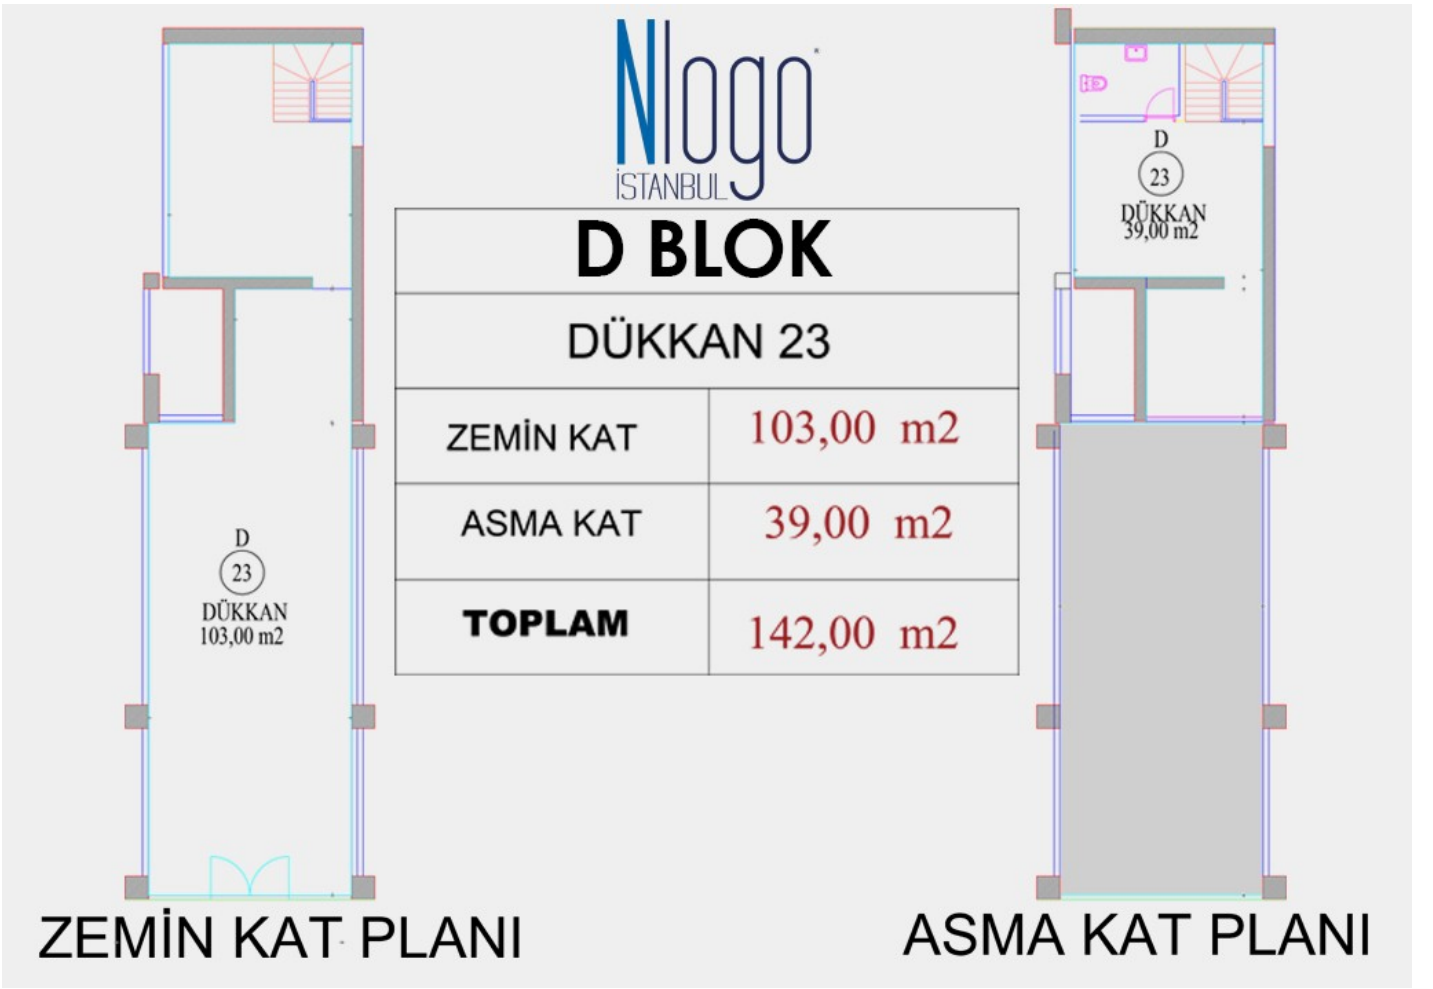 Nlogo
İSTANBUL
D BLOK
DÜKKAN 23
ZEMİN KAT 103,00 m2
ASMA KAT 39,00 m2
TOPLAM 142,00 m2
D
23
DÜKKAN
103,00 m2
ZEMİN KAT PLANI
D
23
DÜKKAN
39,00 m2
ASMA KAT PLANI